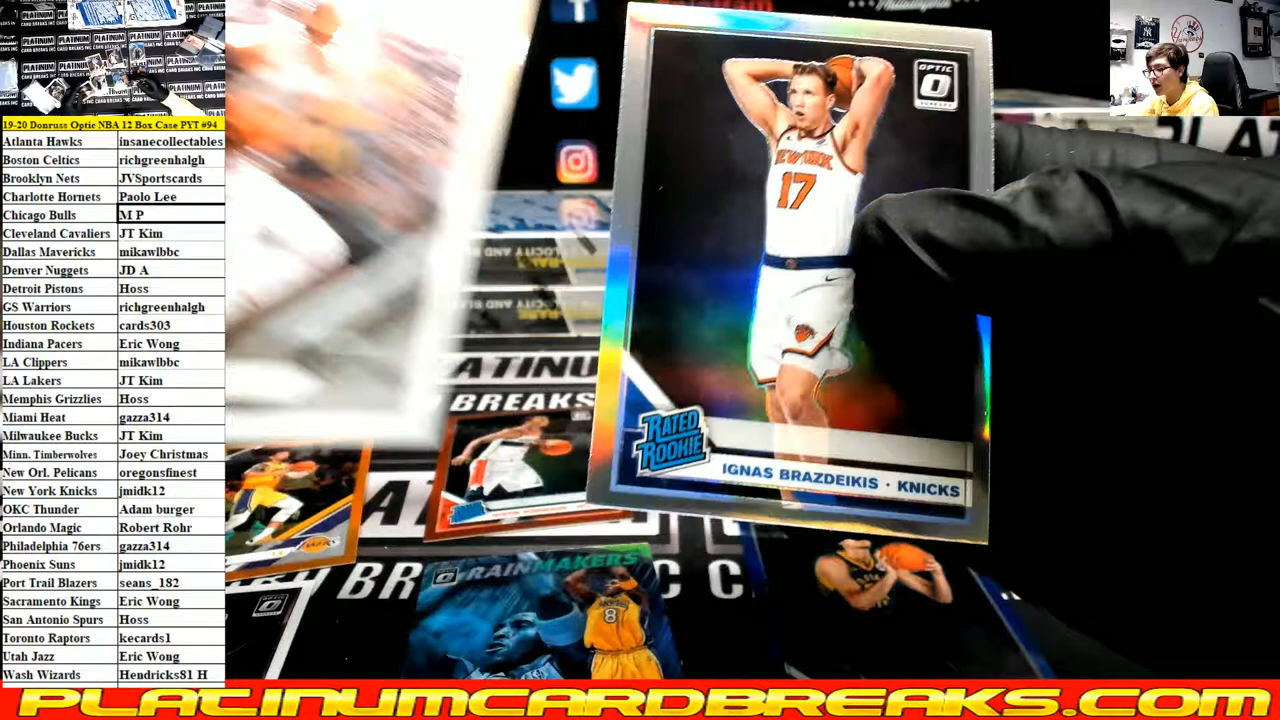 19-20 Donruss Optic NBA 12 Box Case PYT #94
Atlanta Hawks insanecollectables
Boston Celtics richgreenhalgh
Brooklyn Nets JVSportscards
Charlotte Hornets Paolo Lee
Chicago Bulls M P
Cleveland Cavaliers JT Kim
Dallas Mavericks mikawlbbc
Denver Nuggets JD A
Detroit Pistons Hoss
GS Warriors richgreenhalgh
Houston Rockets cards303
Indiana Pacers Eric Wong
LA Clippers mikawlbbc
LA Lakers JT Kim
Memphis Grizzlies Hoss
Miami Heat gazza314
Milwaukee Bucks JT Kim
Minn. Timberwolves Joey Christmas
New Orl. Pelicans oregonsfinest
New York Knicks jmidk12
OKC Thunder Adam burger
Orlando Magic Robert Rohr
Philadelphia 76ers gazza314
Phoenix Suns jmidk12
Port Trail Blazers seans_182
Sacramento Kings Eric Wong
San Antonio Spurs Hoss
Toronto Raptors kecards1
Utah Jazz Eric Wong
Wash Wizards Hendricks81 H
OPTIC
NEW YORK
17
RATED
ROOKIE
IGNAS BRAZDEIKIS · KNICKS
PLATINU
BREAKS
RAINMAKERS
8
PLATINUMCARDBREAKS.COM